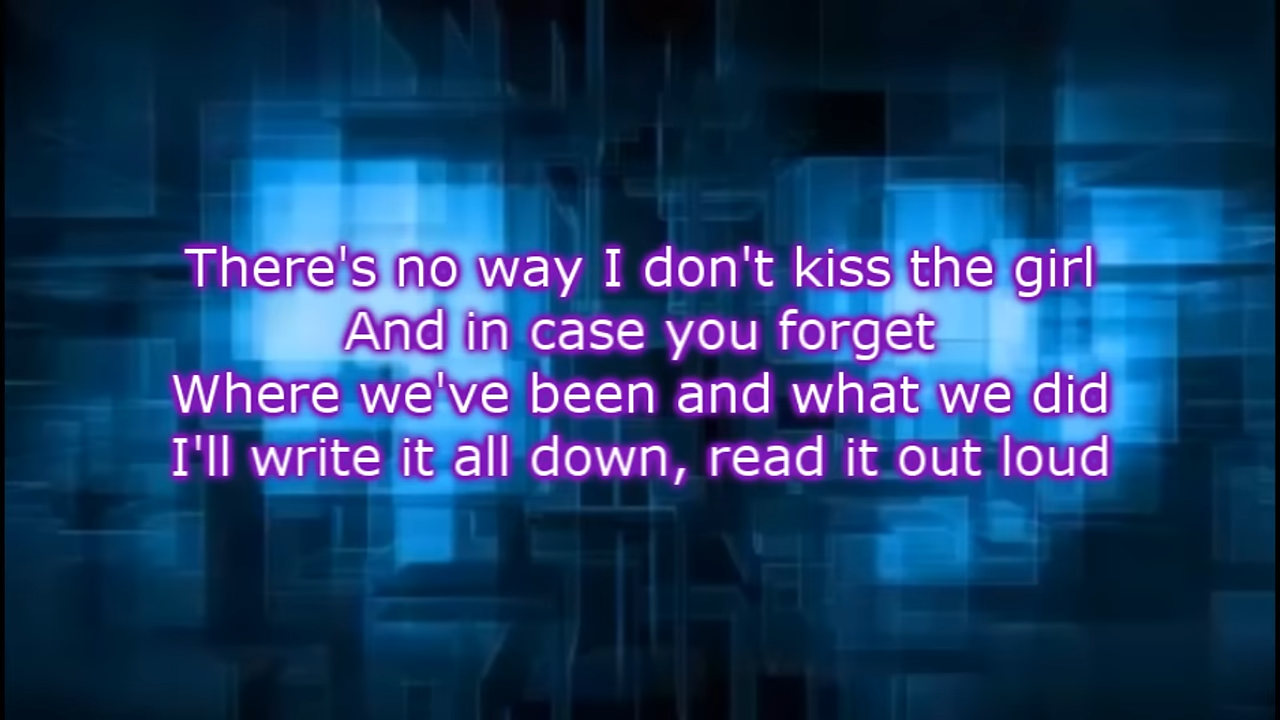 There's no way I don't kiss the girl
And in case you forget
Where we've been and what we did
I'll write it all down, read it out loud